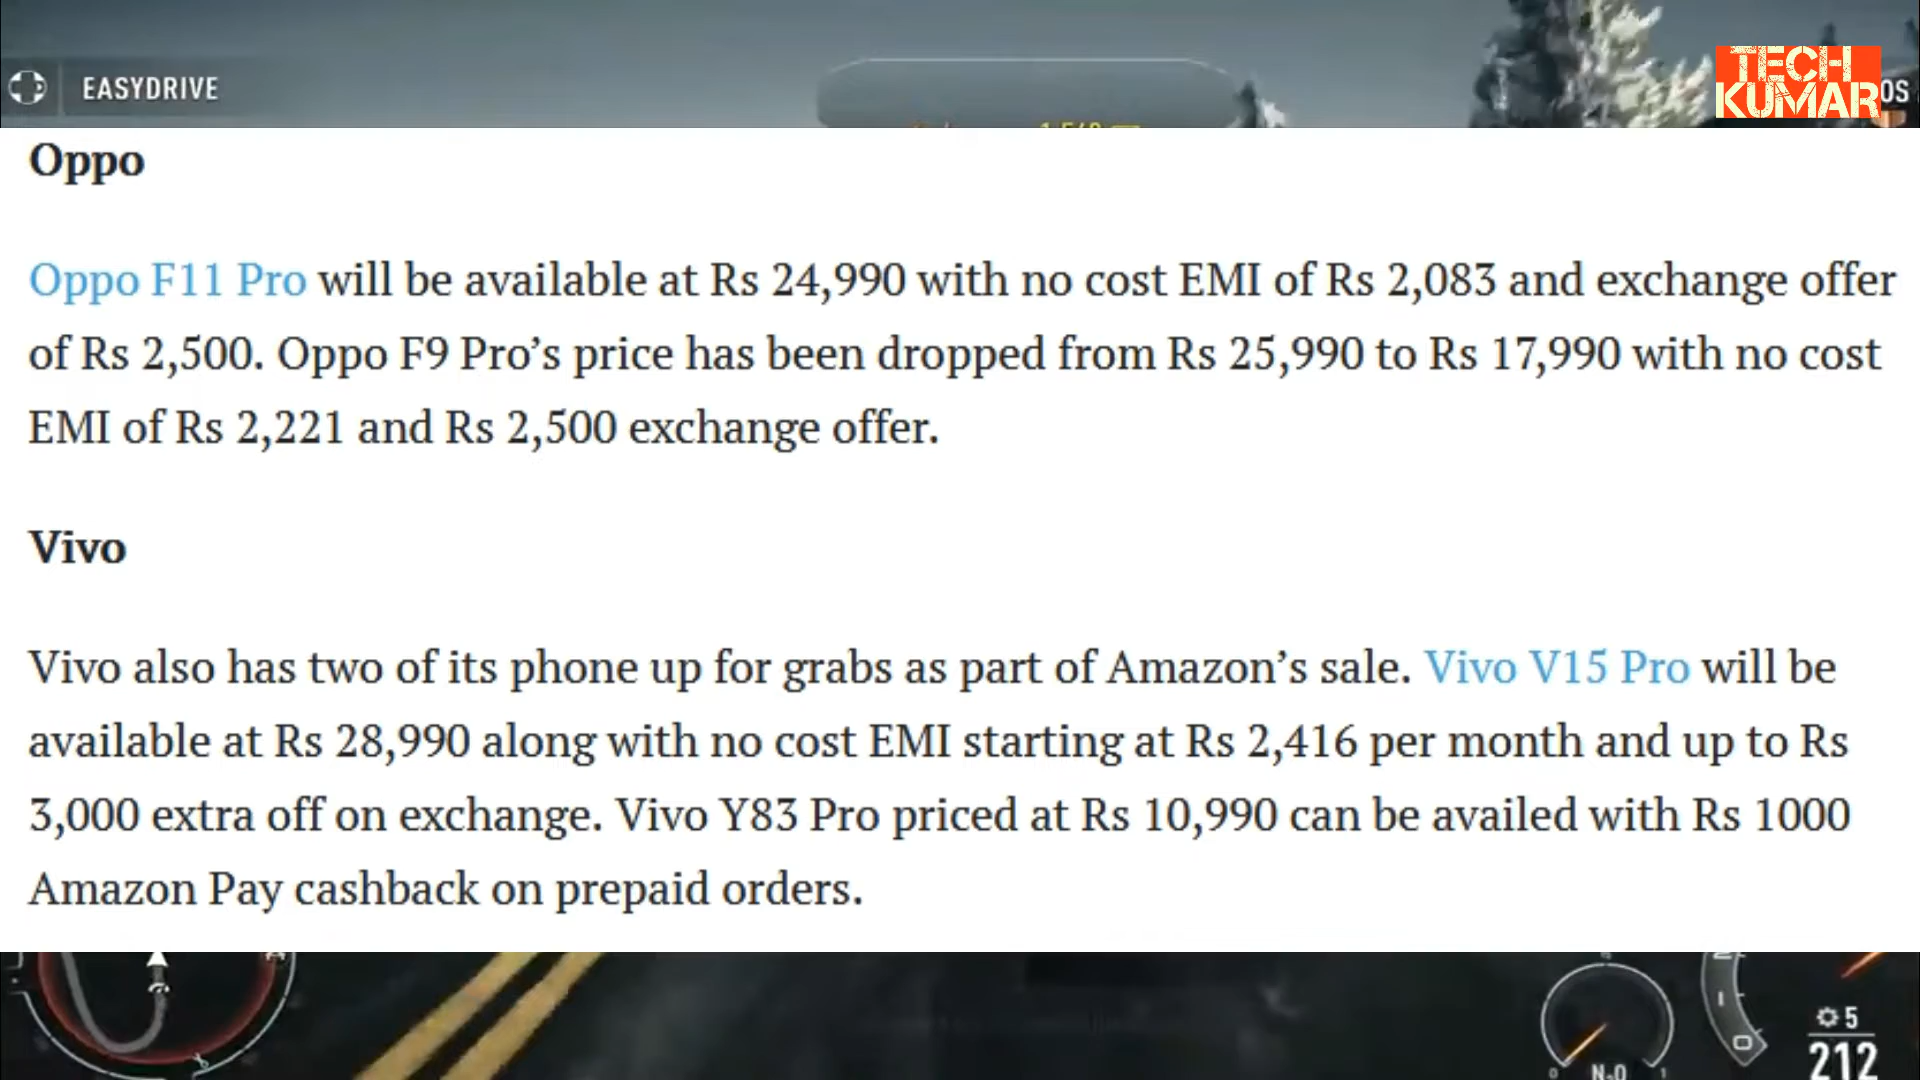 EASYDRIVE
TECH
KUMAR
OS
Oppo
Oppo F11 Pro will be available at Rs 24,990 with no cost EMI of Rs 2,083 and exchange offer
of Rs 2,500. Oppo F9 Pro’s price has been dropped from Rs 25,990 to Rs 17,990 with no cost
EMI of Rs 2,221 and Rs 2,500 exchange offer.
Vivo
Vivo also has two of its phone up for grabs as part of Amazon’s sale. Vivo V15 Pro will be
available at Rs 28,990 along with no cost EMI starting at Rs 2,416 per month and up to Rs
3,000 extra off on exchange. Vivo Y83 Pro priced at Rs 10,990 can be availed with Rs 1000
Amazon Pay cashback on prepaid orders.
1
0
5
212
0
N₂O
1